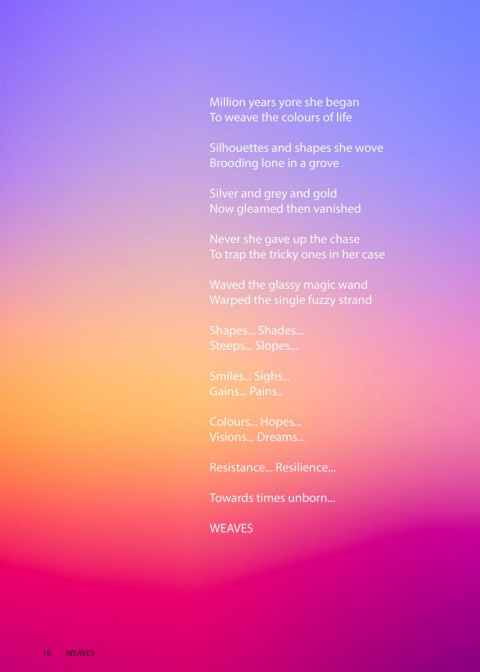 Million years yore she began
To weave the colours of life
Silhouettes and shapes she wove
Brooding lone in a grove
Silver and grey and gold
Now gleamed then vanished
Never she gave up the chase
To trap the tricky ones in her case
Waved the glassy magic wand
Warped the single fuzzy strand
Shapes... Shades...
Steeps... Slopes...
Smiles... Sighs...
Gains... Pains..
Colours... Hopes...
Visions... Dreams...
Resistance... Resilience...
Towards times unborn...
WEAVES
16 WEAVES